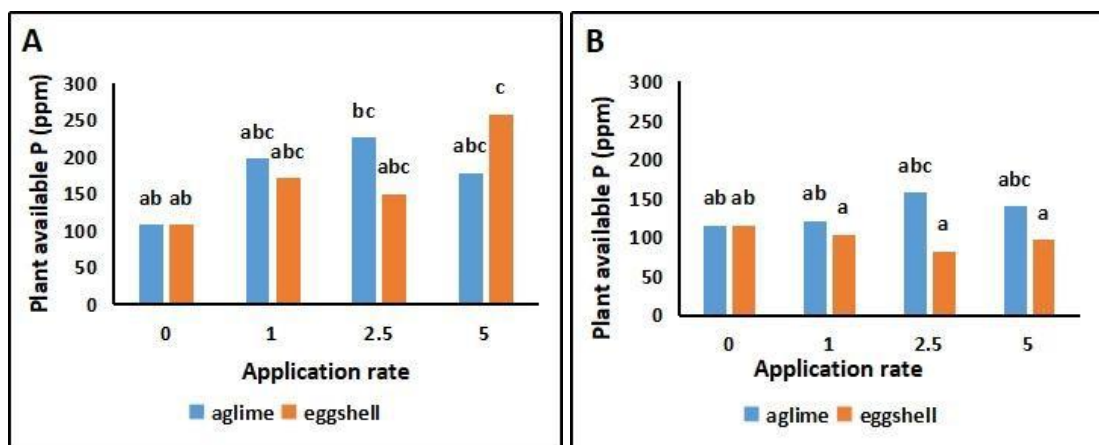 A
Plant available P (ppm)
300
250
200
150
100
50
0
ab ab
abc
abc
bc
abc
abc
c
0 1 2.5 5
Application rate
aglime eggshell
B
Plant available P (ppm)
300
250
200
150
100
50
0
ab ab
ab
a
abc
a
abc
a
0 1 2.5 5
Application rate
aglime eggshell